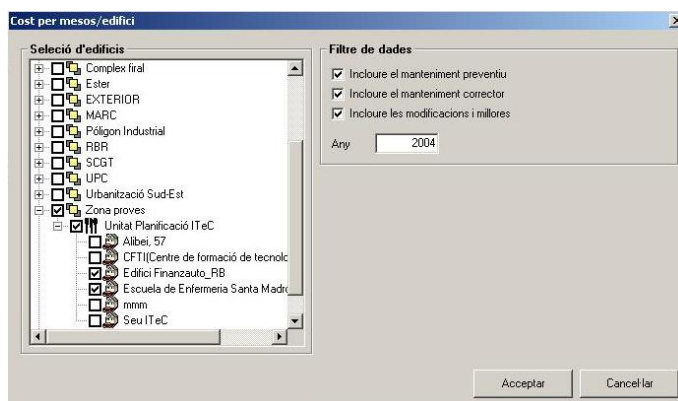 Cost per mesos/edifici
Seleció d'edificis
Complex firal
Ester
EXTERIOR
MARC
Póligon Industrial
RBR
SCGT
UPC
Urbanització Sud-Est
Zona proves
Unitat Planificació ITeC
Alibei, 57
CFTI(Centre de formació de tecnolc
Edifici Finanzauto_RB
Escuela de Enfermeria Santa Madrc
mmm
Seu ITeC
Filtre de dades
Incloure el manteniment preventiu
Incloure el manteniment corrector
Incloure les modificacions i millores
Any 2004
Acceptar Cancel·lar